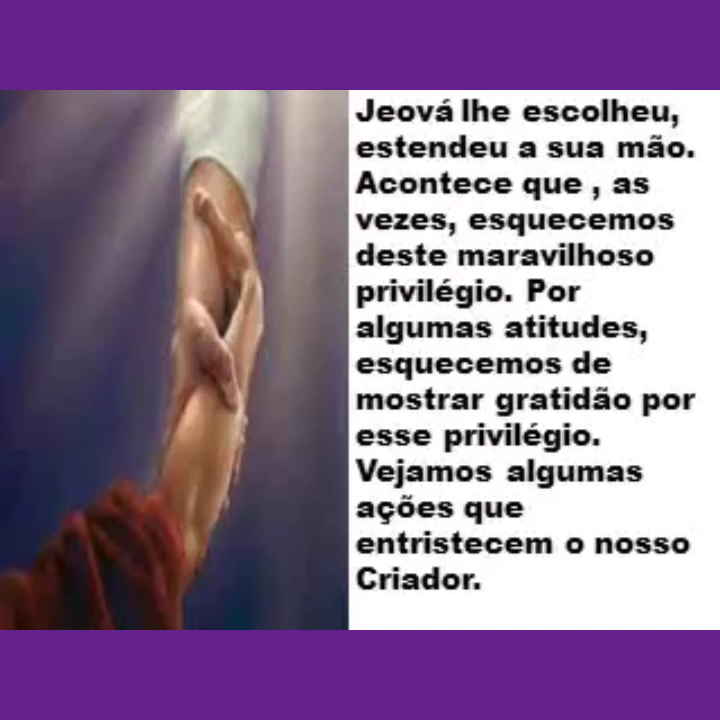 Jeová lhe escolheu,
estendeu a sua mão.
Acontece que , as
vezes, esquecemos
deste maravilhoso
privilégio. Por
algumas atitudes,
esquecemos de
mostrar gratidão por
esse privilégio.
Vejamos algumas
ações que
entristecem o nosso
Criador.